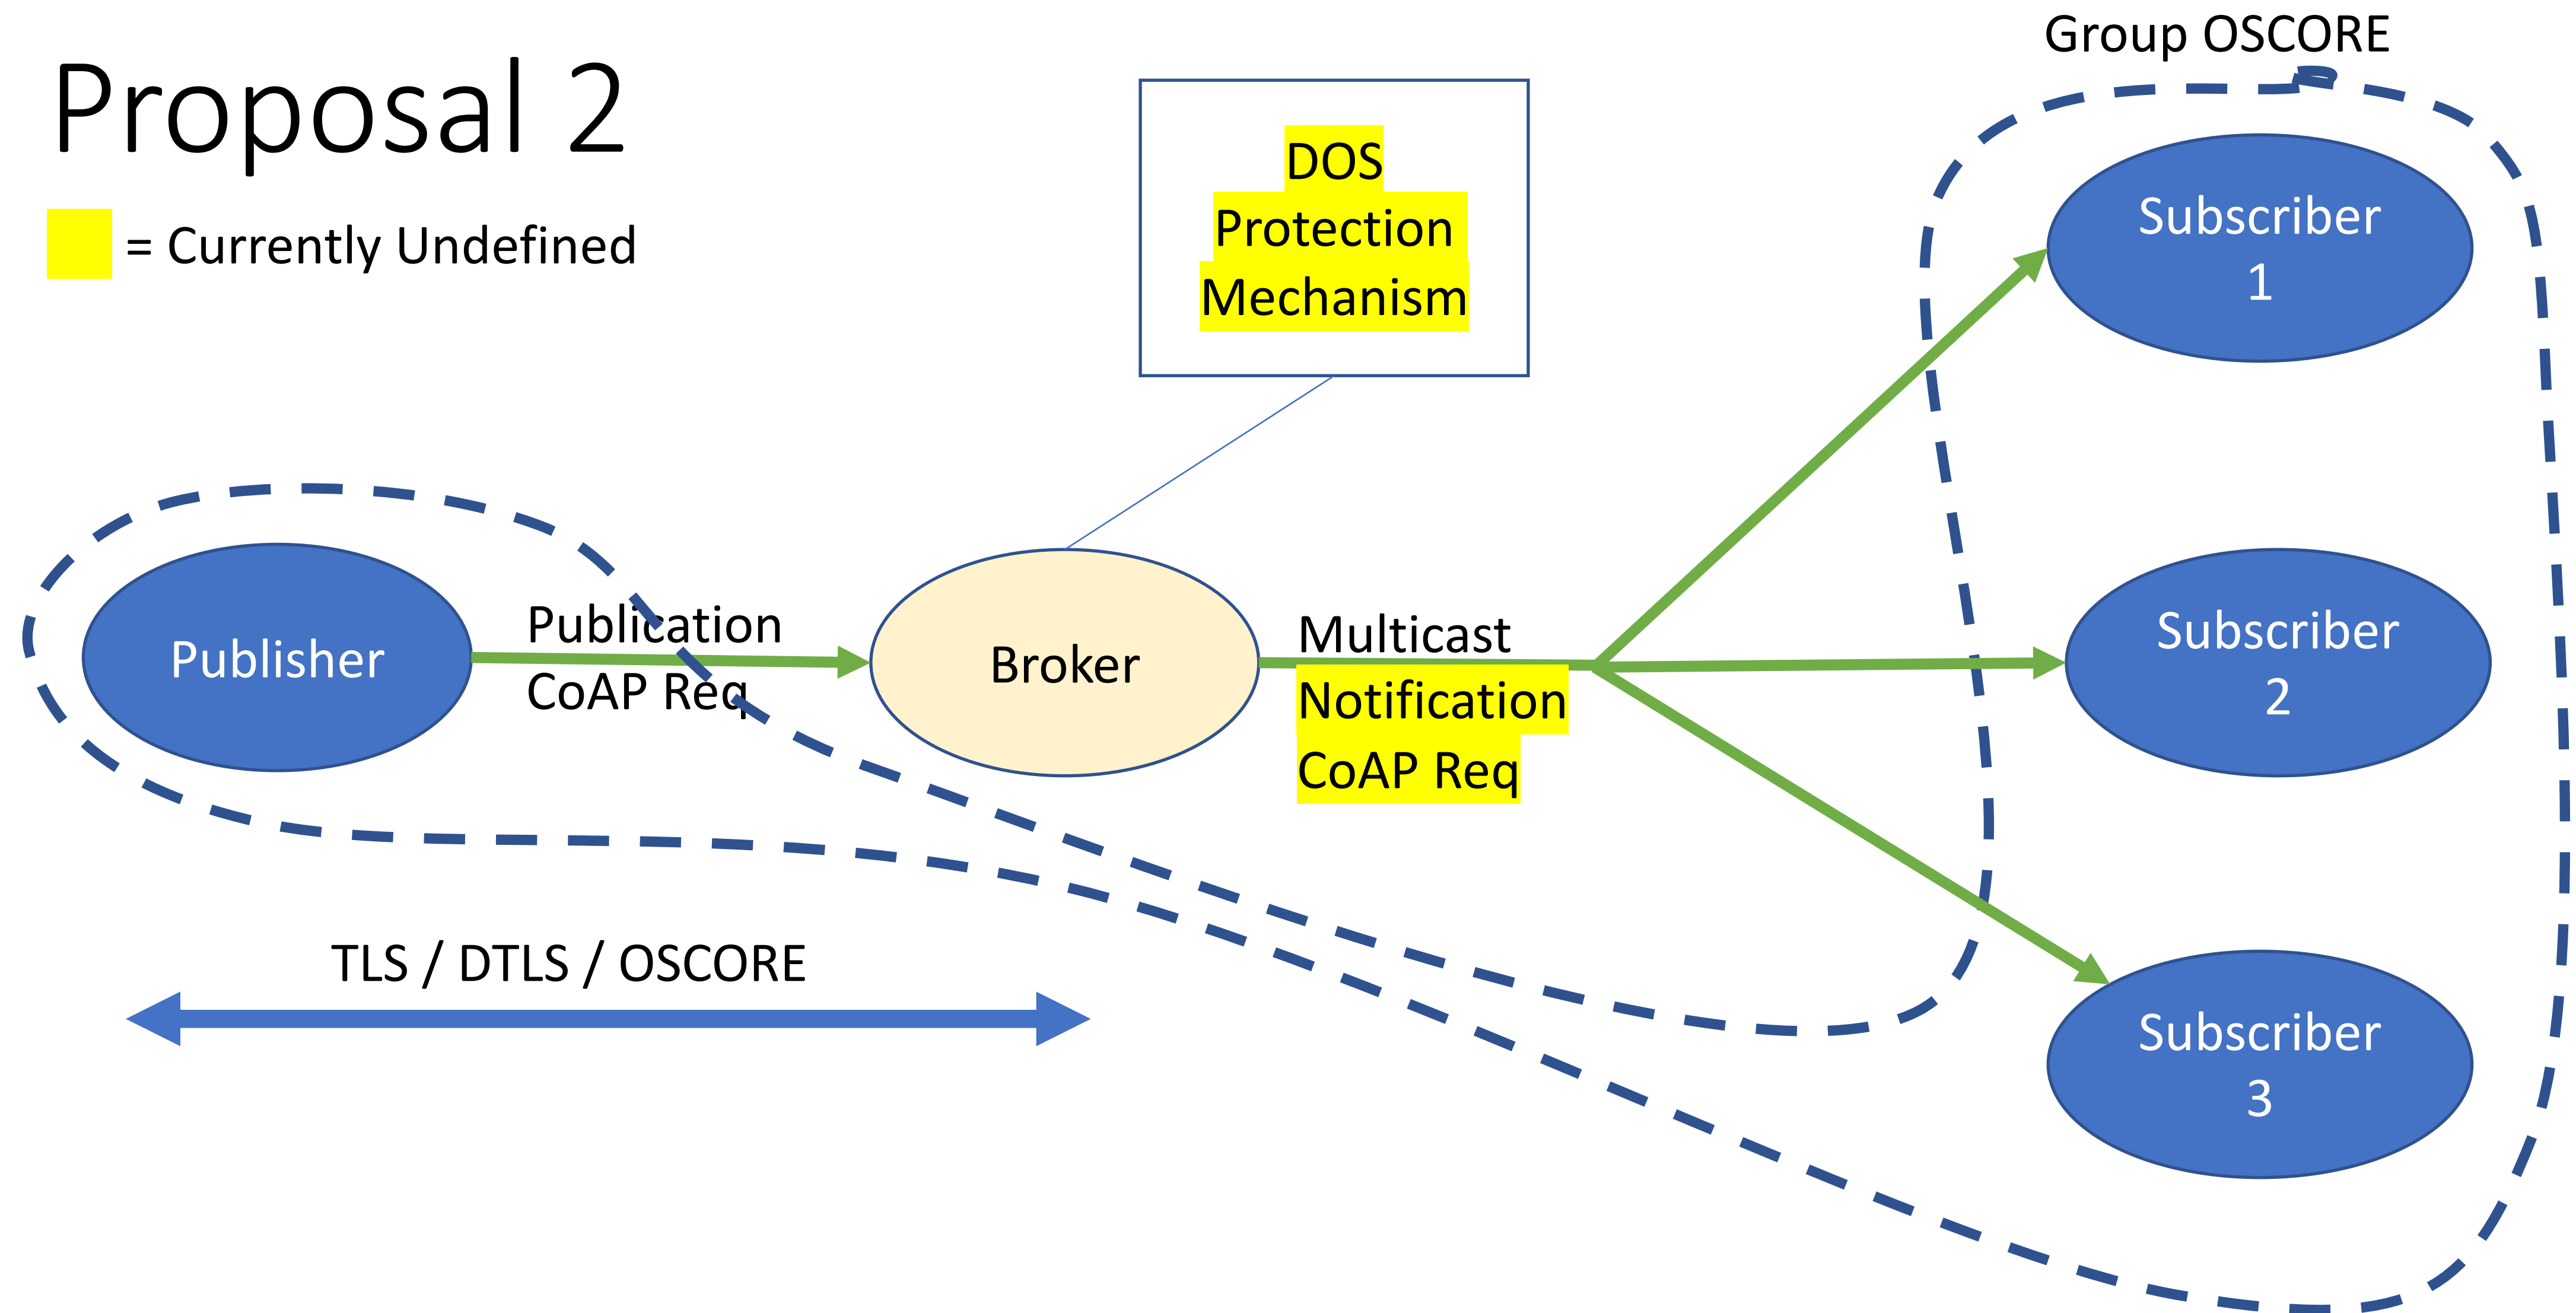 Proposal 2
= Currently Undefined
Group OSCORE
DOS
Protection
Mechanism
Subscriber
1
Publisher
Publication
CoAP Req
Broker
Multicast
Notification
CoAP Req
Subscriber
2
TLS / DTLS / OSCORE
Subscriber
3